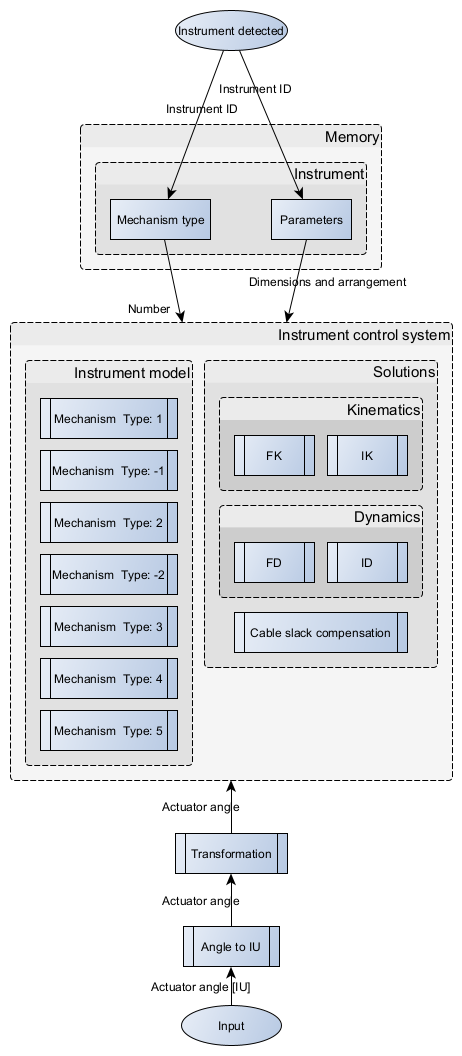 Instrument detected
Instrument ID
Instrument ID
Memory
Instrument
Mechanism type
Parameters
Dimensions and arrangement
Number
Instrument control system
Instrument model
Mechanism Type: 1
Mechanism Type: -1
Mechanism Type: 2
Mechanism Type: -2
Mechanism Type: 3
Mechanism Type: 4
Mechanism Type: 5
Solutions
Kinematics
FK
IK
Dynamics
FD
ID
Cable slack compensation
Actuator angle
Transformation
Actuator angle
Angle to IU
Actuator angle [IU]
Input